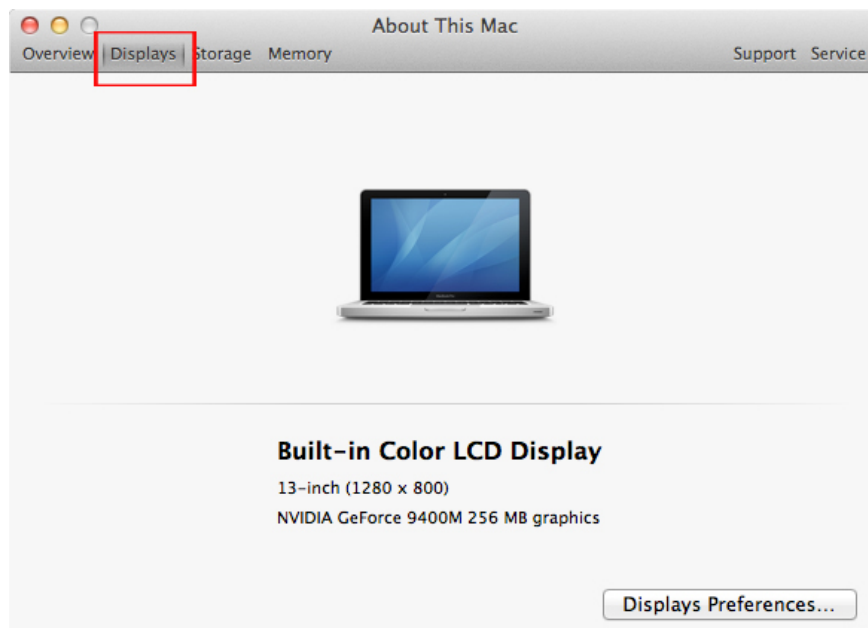 About This Mac
Overview Displays Storage Memory Support Service
Built-in Color LCD Display
13-inch (1280 x 800)
NVIDIA GeForce 9400M 256 MB graphics
Displays Preferences...